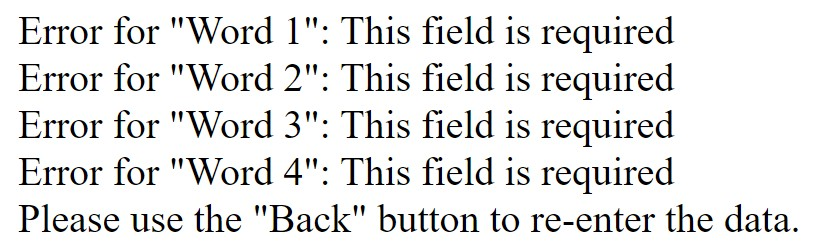 Error for "Word 1": This field is required
Error for "Word 2": This field is required
Error for "Word 3": This field is required
Error for "Word 4": This field is required
Please use the "Back" button to re-enter the data.